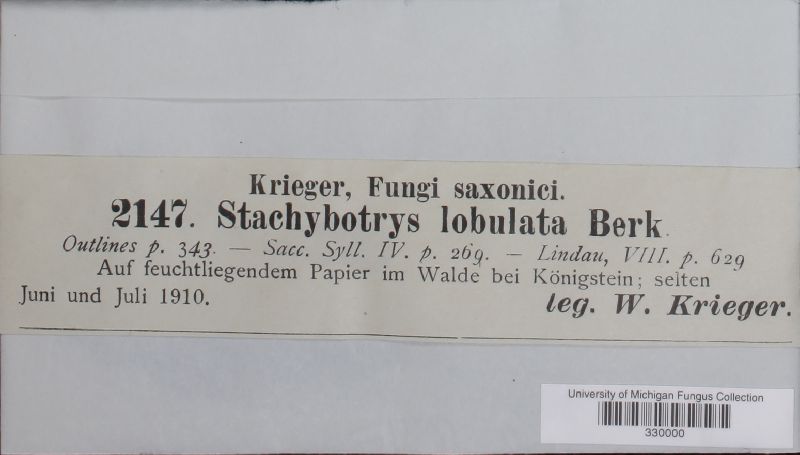 Krieger, Fungi saxonici.
2147. Stachybotrys lobulata Berk.
Outlines p. 343. — Sacc. Syll. IV. p. 269. — Lindau, VIII. p. 629
Auf feuchtliegendem Papier im Walde bei Königstein; selten
Juni und Juli 1910.
leg. W. Krieger.
University of Michigan Fungus Collection
330000